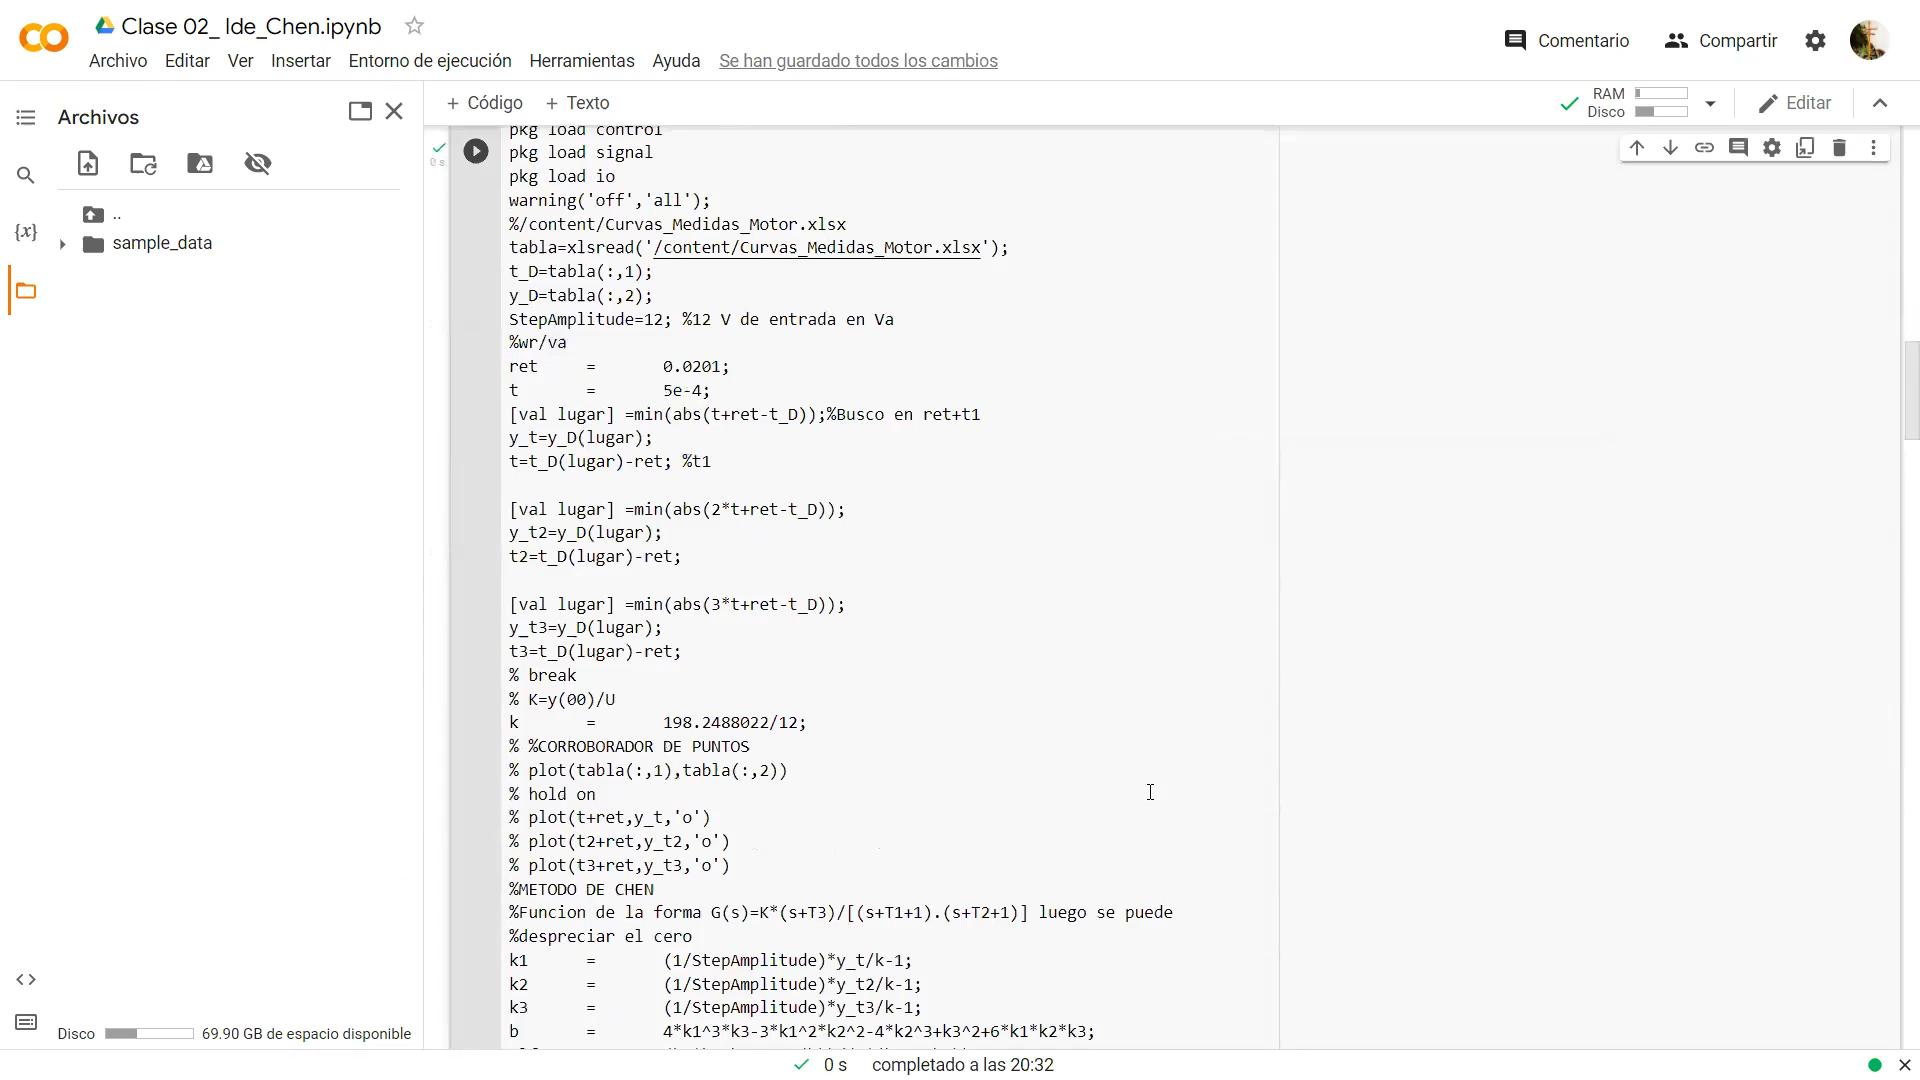 Clase 02_ Ide_Chen.ipynb
Archivo Editar Ver Insertar Entorno de ejecución Herramientas Ayuda Se han guardado todos los cambios
Comentario Compartir
Archivos
+ Código + Texto
RAM
Disco
Editar
..
sample_data
{x}
0 s
pkg load control
pkg load signal
pkg load io
warning('off','all');
%/content/Curvas_Medidas_Motor.xlsx
tabla=xlsread('/content/Curvas_Medidas_Motor.xlsx');
t_D=tabla(:,1);
y_D=tabla(:,2);
StepAmplitude=12; %12 V de entrada en Va
%wr/va
ret = 0.0201;
t = 5e-4;
[val lugar] =min(abs(t+ret-t_D));%Busco en ret+t1
y_t=y_D(lugar);
t=t_D(lugar)-ret; %t1
[val lugar] =min(abs(2*t+ret-t_D));
y_t2=y_D(lugar);
t2=t_D(lugar)-ret;
[val lugar] =min(abs(3*t+ret-t_D));
y_t3=y_D(lugar);
t3=t_D(lugar)-ret;
% break
% K=y(00)/U
k = 198.2488022/12;
% %CORROBORADOR DE PUNTOS
% plot(tabla(:,1),tabla(:,2))
% hold on
% plot(t+ret,y_t,'o')
% plot(t2+ret,y_t2,'o')
% plot(t3+ret,y_t3,'o')
%METODO DE CHEN
%Funcion de la forma G(s)=K*(s+T3)/[(s+T1+1).(s+T2+1)] luego se puede
%despreciar el cero
k1 = (1/StepAmplitude)*y_t/k-1;
k2 = (1/StepAmplitude)*y_t2/k-1;
k3 = (1/StepAmplitude)*y_t3/k-1;
b = 4*k1^3*k3-3*k1^2*k2^2-4*k2^3+k3^2+6*k1*k2*k3;
Disco 69.90 GB de espacio disponible
0 s completado a las 20:32